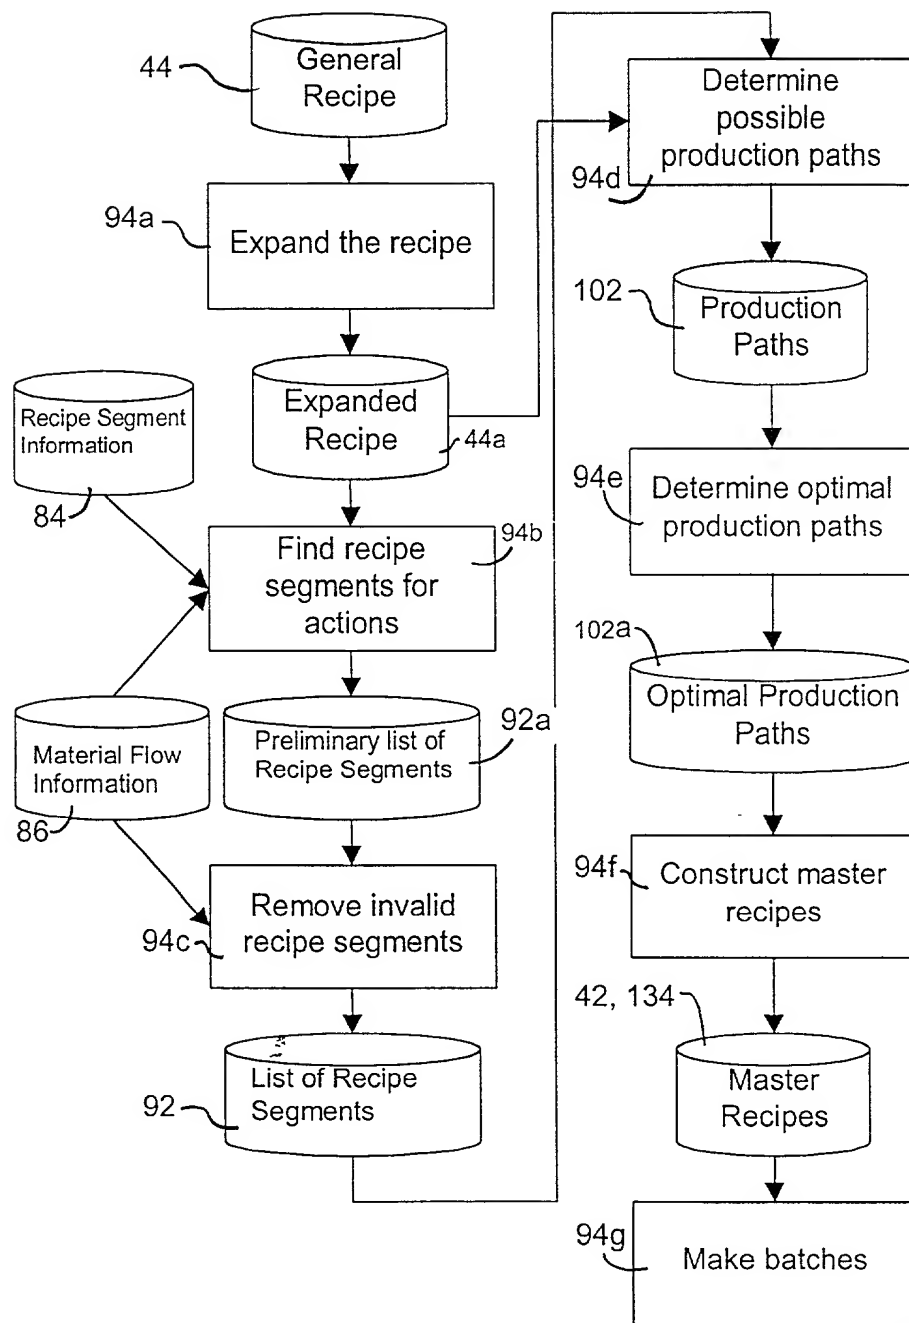 General
Recipe
44
94a
Expand the recipe
Expanded
Recipe
44a
Recipe Segment
Information
84
Find recipe
segments for
actions
94b
Material Flow
Information
86
Preliminary list of
Recipe Segments
92a
Remove invalid
recipe segments
94c
List of Recipe
Segments
92
Determine
possible
production paths
94d
102
Production
Paths
94e
Determine optimal
production paths
102a
Optimal Production
Paths
94f
Construct master
recipes
42, 134
Master
Recipes
94g
Make batches